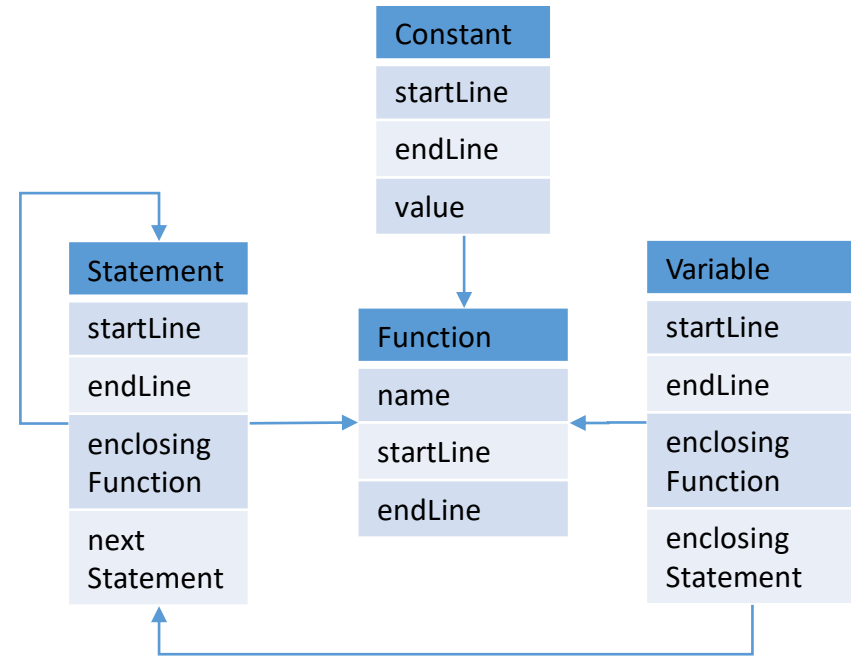 Constant
startLine
endLine
value
Statement
startLine
endLine
enclosing
Function
next
Statement
Function
name
startLine
endLine
Variable
startLine
endLine
enclosing
Function
enclosing
Statement